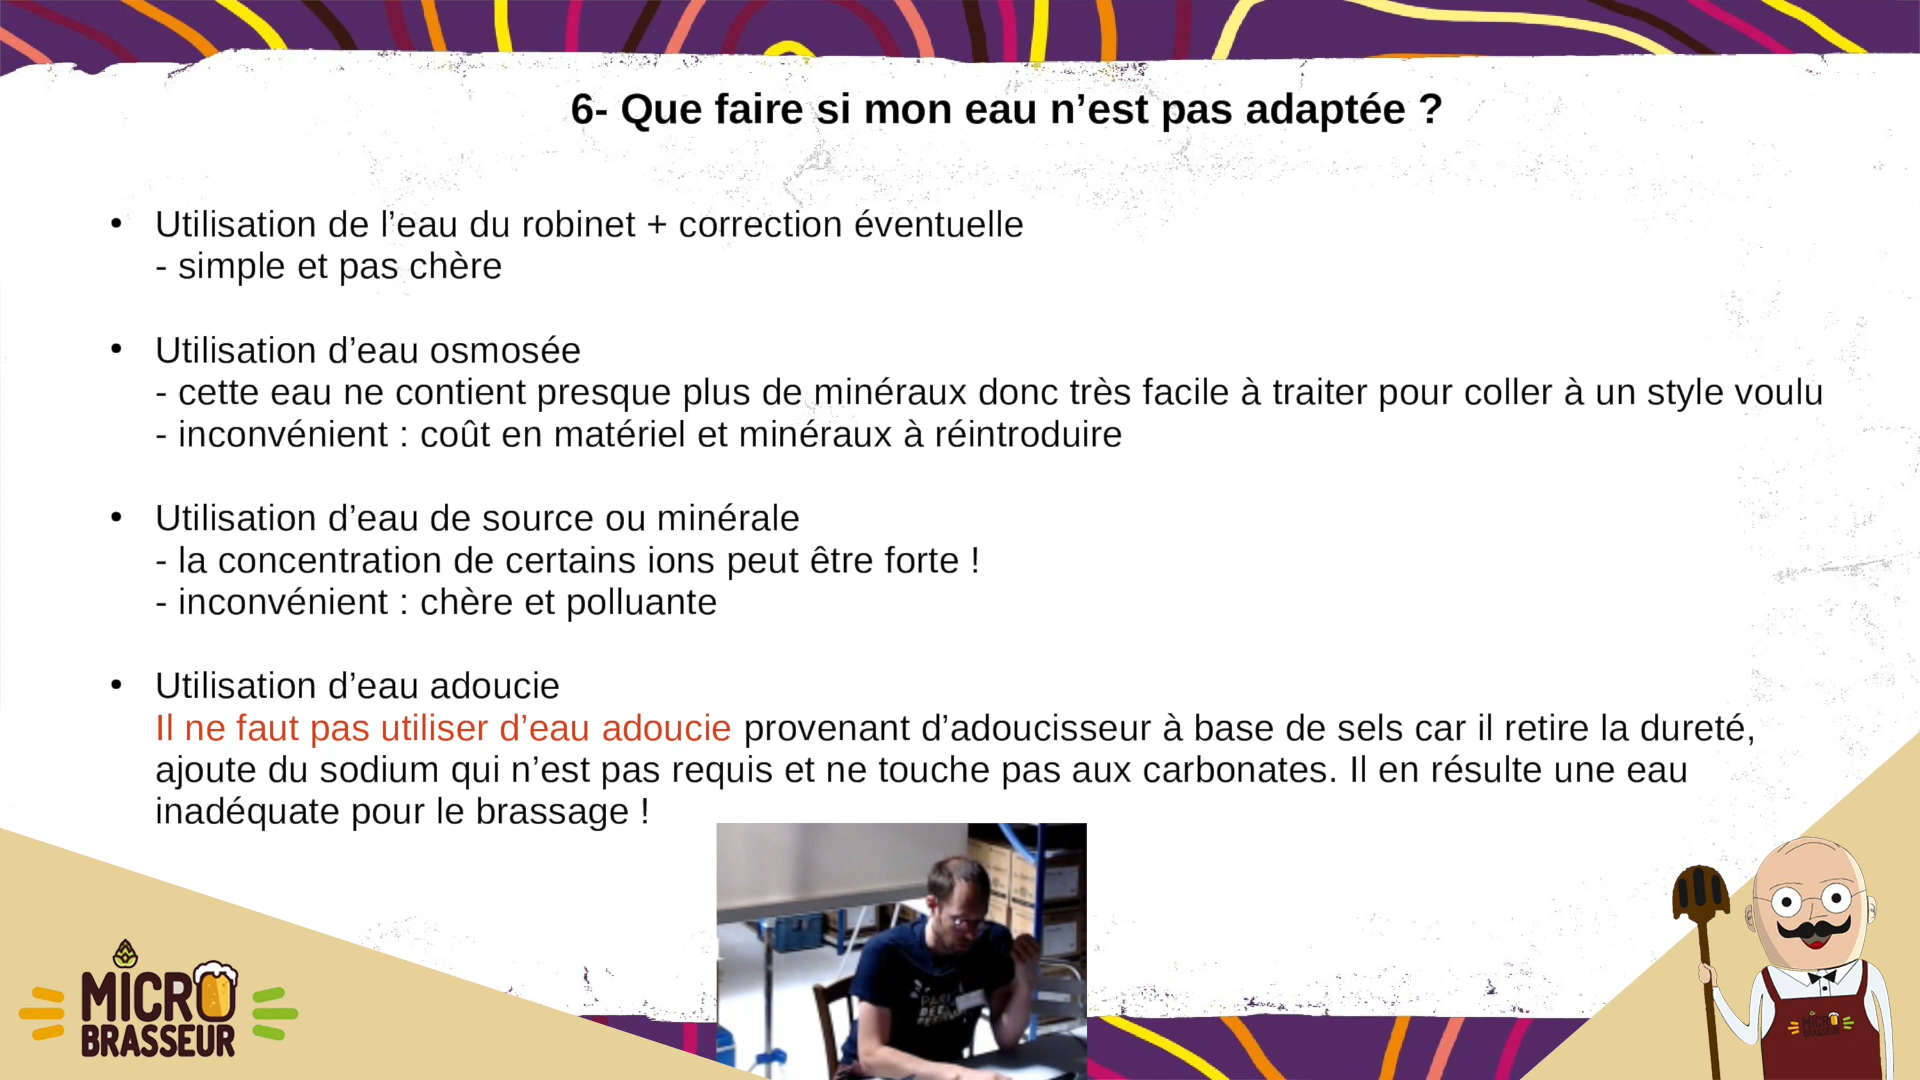 6- Que faire si mon eau n’est pas adaptée ?
• Utilisation de l’eau du robinet + correction éventuelle
- simple et pas chère
• Utilisation d’eau osmosée
- cette eau ne contient presque plus de minéraux donc très facile à traiter pour coller à un style voulu
- inconvénient : coût en matériel et minéraux à réintroduire
• Utilisation d’eau de source ou minérale
- la concentration de certains ions peut être forte !
- inconvénient : chère et polluante
• Utilisation d’eau adoucie
Il ne faut pas utiliser d’eau adoucie provenant d’adoucisseur à base de sels car il retire la dureté,
ajoute du sodium qui n’est pas requis et ne touche pas aux carbonates. Il en résulte une eau
inadéquate pour le brassage !
MICRO
BRASSEUR
MICRO
BRASSEUR